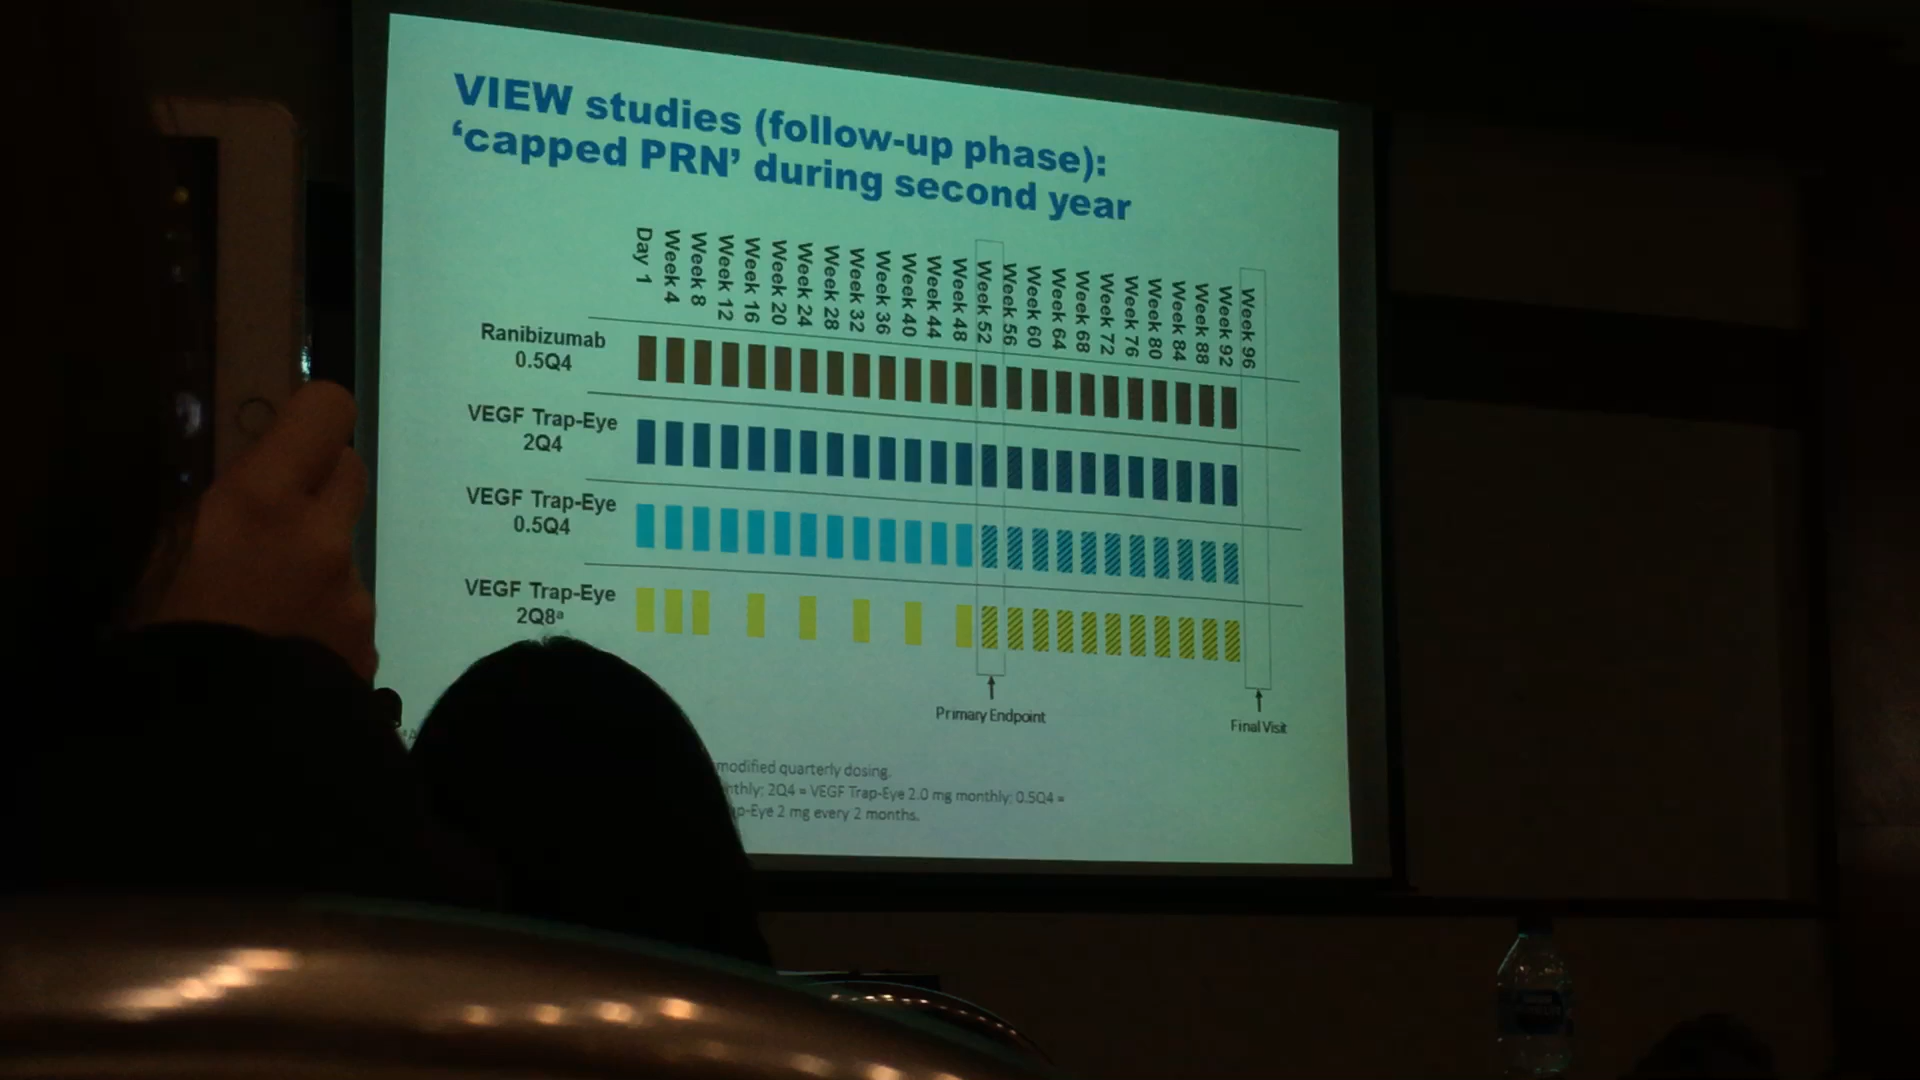 VIEW studies (follow-up phase):
‘capped PRN’ during second year
Day 1
Week 4
Week 8
Week 12
Week 16
Week 20
Week 24
Week 28
Week 32
Week 36
Week 40
Week 44
Week 48
Week 52
Week 56
Week 60
Week 64
Week 68
Week 72
Week 76
Week 80
Week 84
Week 88
Week 92
Week 96
Ranibizumab
0.5Q4
VEGF Trap-Eye
2Q4
VEGF Trap-Eye
0.5Q4
VEGF Trap-Eye
2Q8ª
Primary Endpoint
Final Visit
modified quarterly dosing.
2Q4 = VEGF Trap-Eye 2.0 mg monthly; 0.5Q4 =
2 mg every 2 months.